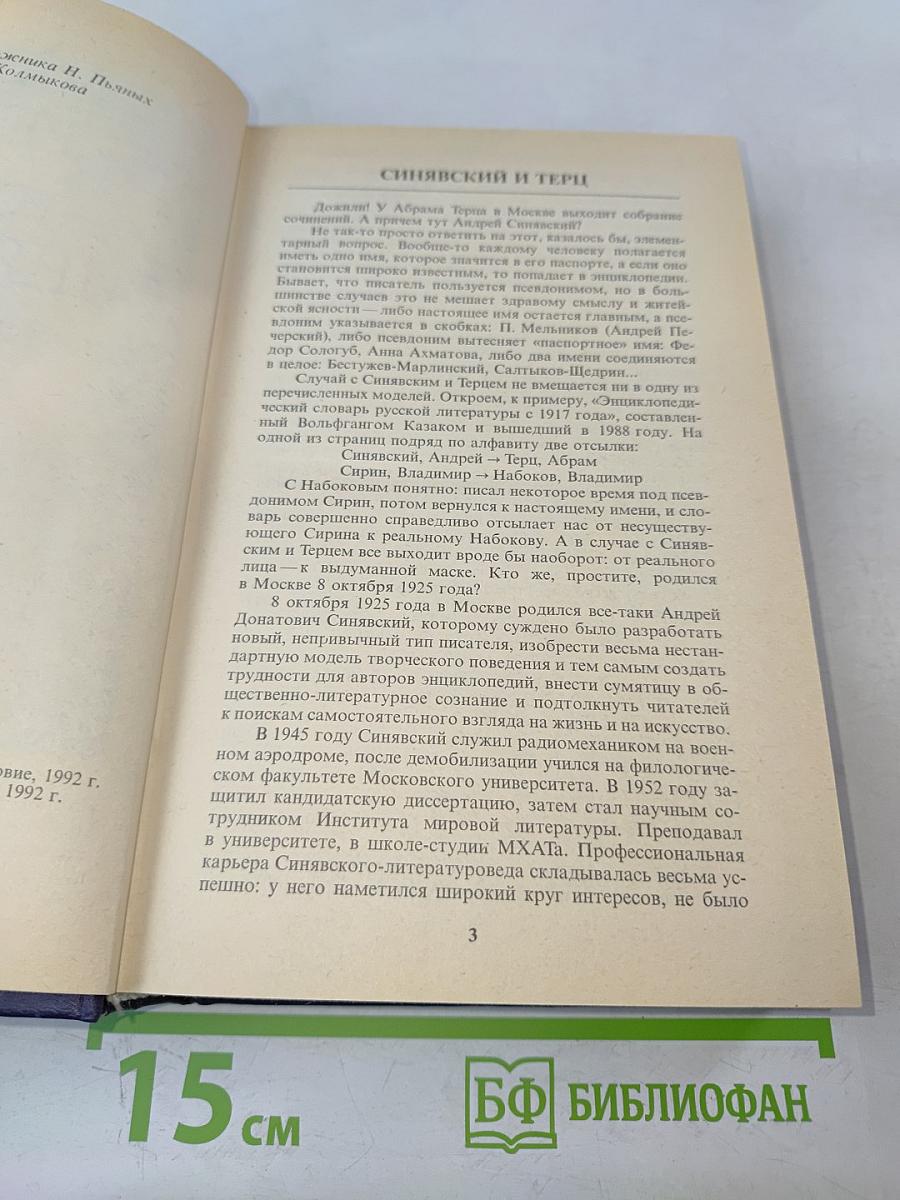 жника Н. Пьяных
Колмыкова
овие, 1992 г.
1992 г.
СИНЯВСКИЙ И ТЕРЦ
Дожили! У Абрама Терца в Москве выходит собрание
сочинений. А причем тут Андрей Синявский?
Не так-то просто ответить на этот, казалось бы, элемен-
тарный вопрос. Вообще-то каждому человеку полагается
иметь одно имя, которое значится в его паспорте, а если оно
становится широко известным, то попадает в энциклопедии.
Бывает, что писатель пользуется псевдонимом, но в боль-
шинстве случаев это не мешает здравому смыслу и житей-
ской ясности — либо настоящее имя остается главным, а псе-
вдоним указывается в скобках: П. Мельников (Андрей Пе-
черский), либо псевдоним вытесняет «паспортное» имя: Фе-
дор Сологуб, Анна Ахматова, либо два имени соединяются
в целое: Бестужев-Марлинский, Салтыков-Щедрин...
Случай с Синявским и Терцем не вмещается ни в одну из
перечисленных моделей. Откроем, к примеру, «Энциклопеди-
ческий словарь русской литературы с 1917 года», составлен-
ный Вольфгангом Казаком и вышедший в 1988 году. На
одной из страниц подряд по алфавиту две отсылки:
Синявский, Андрей → Терц, Абрам
Сирин, Владимир → Набоков, Владимир
С Набоковым понятно: писал некоторое время под псев-
донимом Сирин, потом вернулся к настоящему имени, и сло-
варь совершенно справедливо отсылает нас от несуществу-
ющего Сирина к реальному Набокову. А в случае с Синяв-
ским и Терцем все выходит вроде бы наоборот: от реального
лица — к выдуманной маске. Кто же, простите, родился
в Москве 8 октября 1925 года?
8 октября 1925 года в Москве родился все-таки Андрей
Донатович Синявский, которому суждено было разработать
новый, непривычный тип писателя, изобрести весьма нестан-
дартную модель творческого поведения и тем самым создать
трудности для авторов энциклопедий, внести сумятицу в об-
щественно-литературное сознание и подтолкнуть читателей
к поискам самостоятельного взгляда на жизнь и на искусство.
В 1945 году Синявский служил радиомехаником на воен-
ном аэродроме, после демобилизации учился на филологиче-
ском факультете Московского университета. В 1952 году за-
щитил кандидатскую диссертацию, затем стал научным со-
трудником Института мировой литературы. Преподавал
в университете, в школе-студии МХАТа. Профессиональная
карьера Синявского-литературоведа складывалась весьма ус-
пешно: у него наметился широкий круг интересов, не было
3
15 см
БФ БИБЛИОФАН